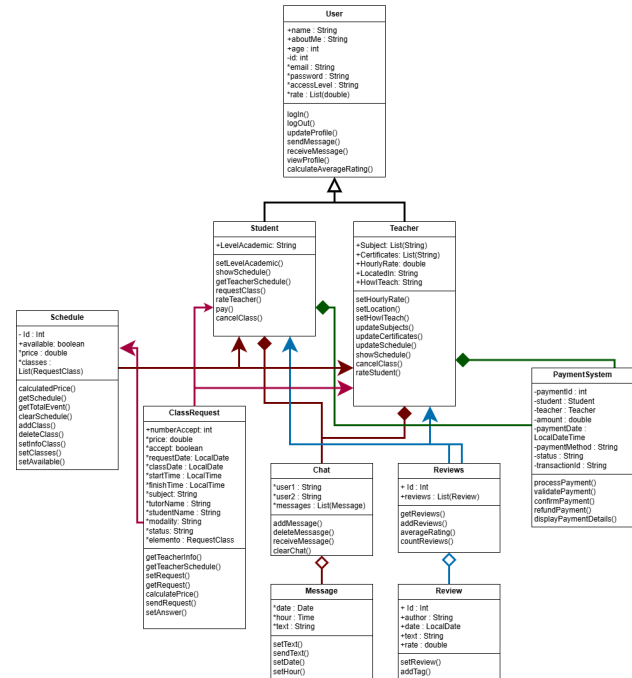 User
+name : String
+aboutMe : String
+age : int
-id: int
*email : String
*password : String
*accessLevel : String
*rate : List(double)
logIn()
logOut()
updateProfile()
sendMessage()
receiveMessage()
viewProfile()
calculateAverageRating()
Student
+LevelAcademic: String
setLevelAcademic()
showSchedule()
getTeacherSchedule()
requestClass()
rateTeacher()
pay()
cancelClass()
Teacher
+Subject: List(String)
+Certificates: List(String)
+HourlyRate: double
+LocatedIn: String
+HowITeach: String
setHourlyRate()
setLocation()
setHowITeach()
updateSubjects()
updateCertificates()
updateSchedule()
showSchedule()
cancelClass()
rateStudent()
Schedule
- Id : Int
+available: boolean
*price : double
*classes :
List(RequestClass)
calculatedPrice()
getSchedule()
getTotalEvent()
clearSchedule()
addClass()
deleteClass()
setInfoClass()
setClasses()
setAvailable()
PaymentSystem
-paymentId : int
-student : Student
-teacher : Teacher
-amount : double
-paymentDate :
LocalDateTime
-paymentMethod : String
-status : String
-transactionId : String
processPayment()
validatePayment()
confirmPayment()
refundPayment()
displayPaymentDetails()
ClassRequest
+numberAccept: int
*price: double
*accept: boolean
*requestDate: LocalDate
*classDate : LocalDate
*startTime : LocalTime
*finishTime : LocalTime
*subject: String
*tutorName : String
*studentName : String
*modality: String
*status: String
*elemento : RequestClass
getTeacherInfo()
getTeacherSchedule()
setRequest()
getRequest()
calculatePrice()
sendRequest()
setAnswer()
Chat
*user1 : String
*user2 : String
*messages : List(Message)
addMessage()
deleteMessasge()
receiveMessage()
clearChat()
Reviews
+ Id : Int
+reviews : List(Review)
getReviews()
addReviews()
averageRating()
countReviews()
Message
*date : Date
*hour : Time
*text : String
setText()
sendText()
setDate()
setHour()
Review
+ Id : Int
+author : String
+date : LocalDate
+text : String
+rate : double
setReview()
addTag()